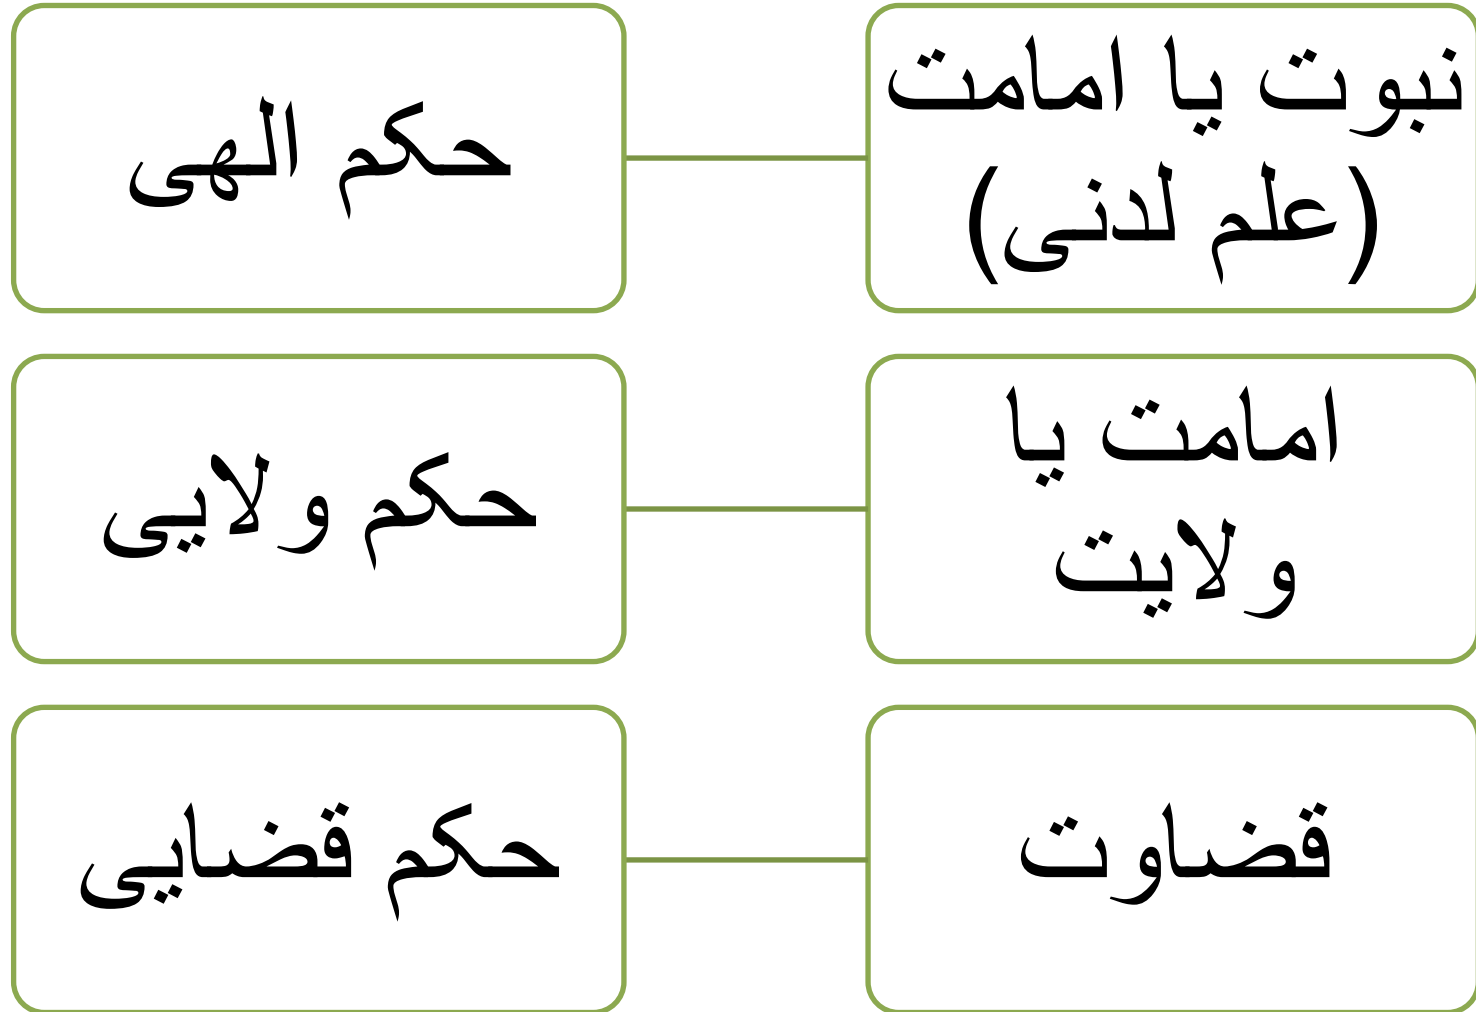 نبوت یا امامت
(علم لدنی)
حکم الهی
امامت یا
ولایت
حکم ولایی
قضاوت
حکم قضایی